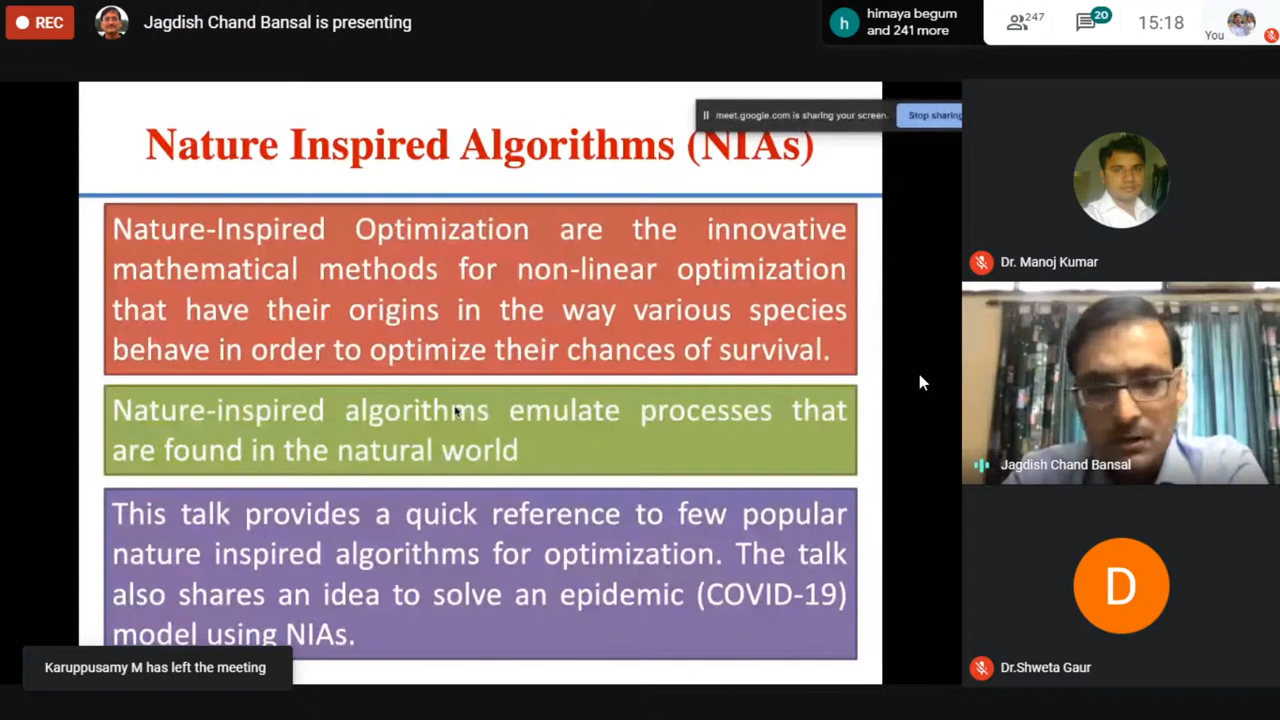 REC
Jagdish Chand Bansal is presenting
h
himaya begum
and 241 more
247
20
15:18
You
meet.google.com is sharing your screen.
Stop sharing
Nature Inspired Algorithms (NIAs)
Nature-Inspired Optimization are the innovative
mathematical methods for non-linear optimization
that have their origins in the way various species
behave in order to optimize their chances of survival.
Nature-inspired algorithms emulate processes that
are found in the natural world
This talk provides a quick reference to few popular
nature inspired algorithms for optimization. The talk
also shares an idea to solve an epidemic (COVID-19)
model using NIAs.
Karuppusamy M has left the meeting
Dr. Manoj Kumar
Jagdish Chand Bansal
D
Dr.Shweta Gaur